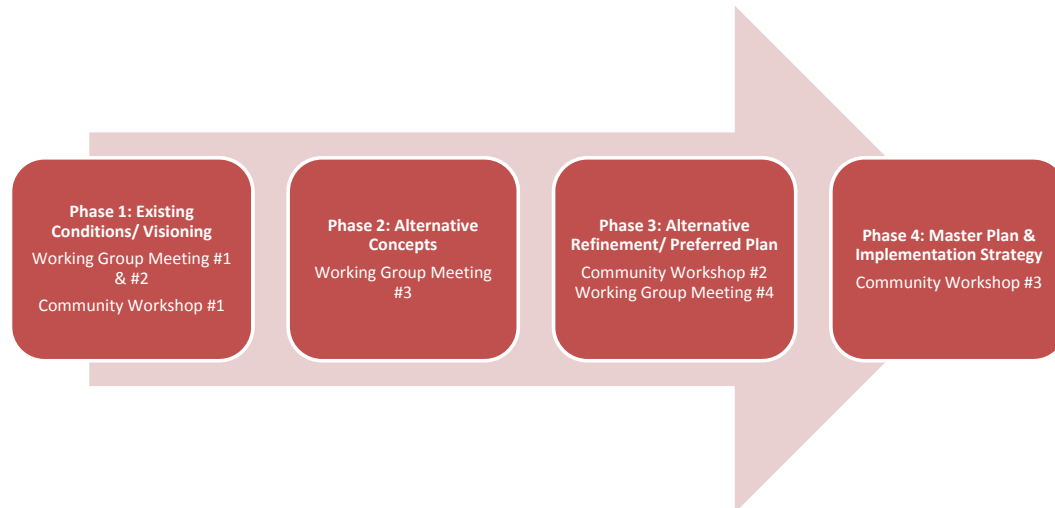 Phase 1: Existing
Conditions/ Visioning
Working Group Meeting #1
& #2
Community Workshop #1
Phase 2: Alternative
Concepts
Working Group Meeting
#3
Phase 3: Alternative
Refinement/ Preferred Plan
Community Workshop #2
Working Group Meeting #4
Phase 4: Master Plan &
Implementation Strategy
Community Workshop #3